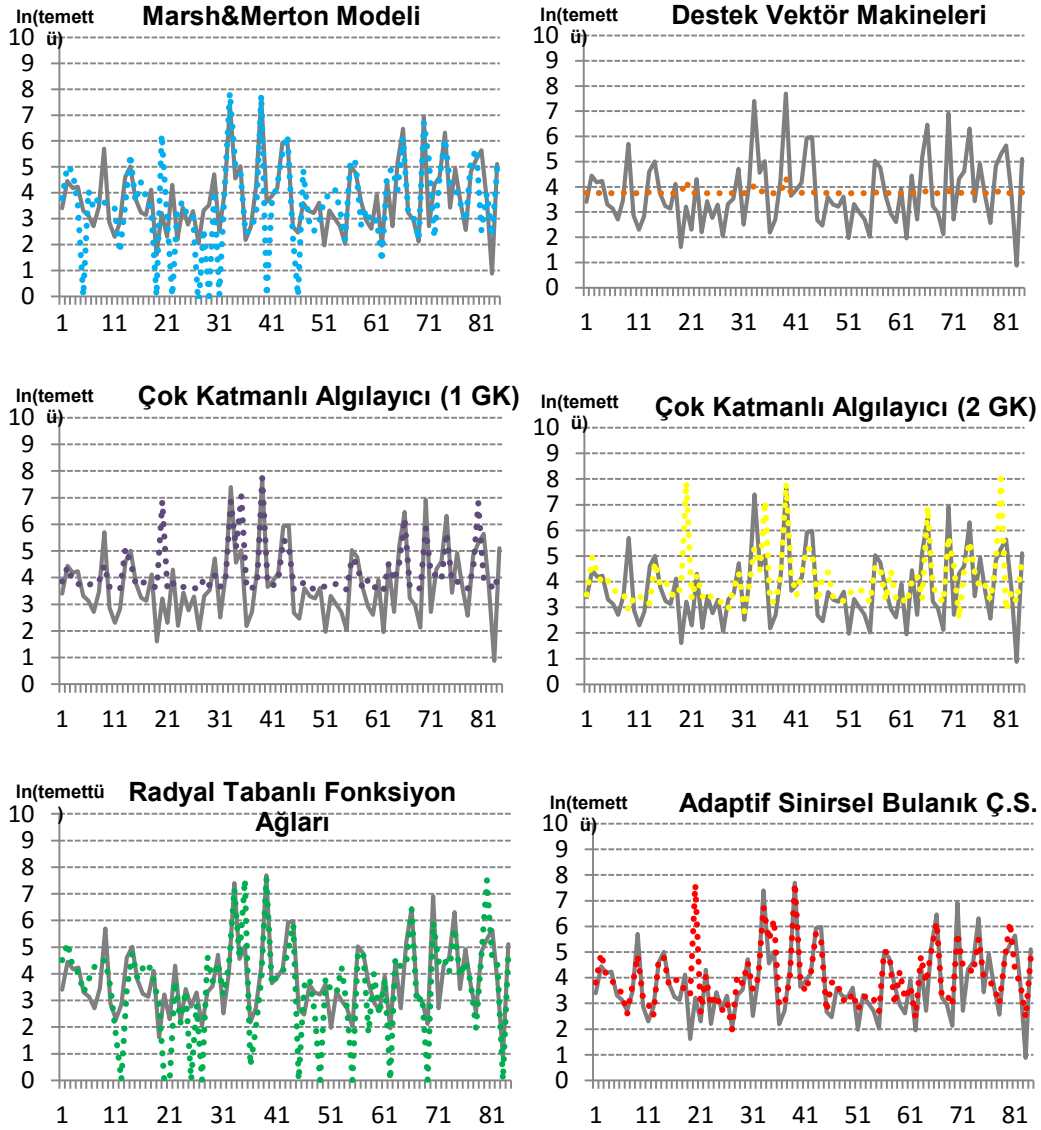 Marsh&Merton Modeli
ln(temett
ü)
10
9
8
7
6
5
4
3
2
1
0
1 11 21 31 41 51 61 71 81
Destek Vektör Makineleri
ln(temett
ü)
10
9
8
7
6
5
4
3
2
1
0
1 11 21 31 41 51 61 71 81
Çok Katmanlı Algılayıcı (1 GK)
ln(temett
ü)
10
9
8
7
6
5
4
3
2
1
0
1 11 21 31 41 51 61 71 81
Çok Katmanlı Algılayıcı (2 GK)
ln(temett
ü)
10
9
8
7
6
5
4
3
2
1
0
1 11 21 31 41 51 61 71 81
Radyal Tabanlı Fonksiyon
Ağları
ln(temettü
)
10
9
8
7
6
5
4
3
2
1
0
1 11 21 31 41 51 61 71 81
Adaptif Sinirsel Bulanık Ç.S.
ln(temett
ü)
10
9
8
7
6
5
4
3
2
1
0
1 11 21 31 41 51 61 71 81